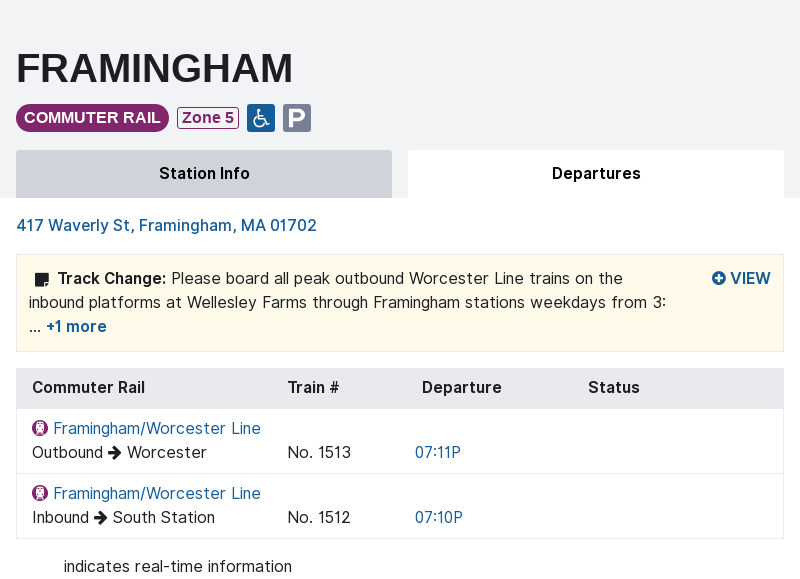 FRAMINGHAM
COMMUTER RAIL Zone 5 P
Station Info Departures
417 Waverly St, Framingham, MA 01702
Track Change: Please board all peak outbound Worcester Line trains on the VIEW
inbound platforms at Wellesley Farms through Framingham stations weekdays from 3:
... +1 more
Commuter Rail Train # Departure Status
Framingham/Worcester Line
Outbound → Worcester No. 1513 07:11P
Framingham/Worcester Line
Inbound → South Station No. 1512 07:10P
indicates real-time information